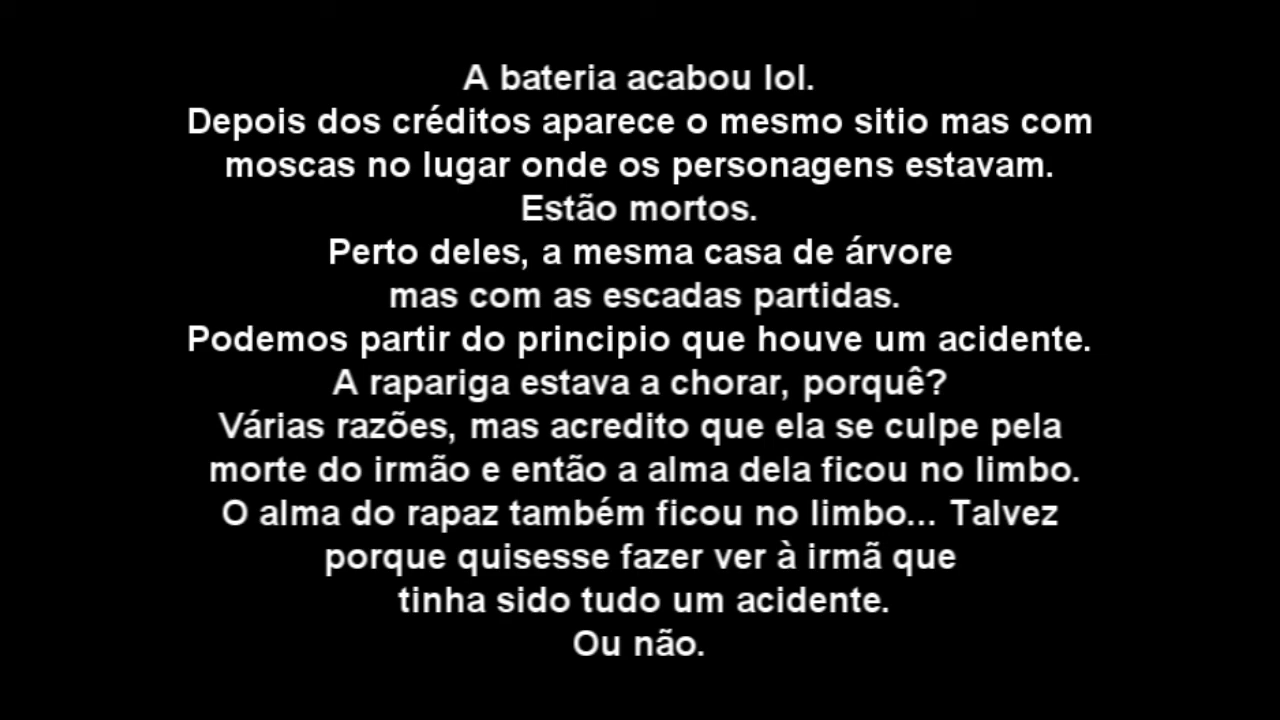 A bateria acabou lol.
Depois dos créditos aparece o mesmo sitio mas com
moscas no lugar onde os personagens estavam.
Estão mortos.
Perto deles, a mesma casa de árvore
mas com as escadas partidas.
Podemos partir do principio que houve um acidente.
A rapariga estava a chorar, porquê?
Várias razões, mas acredito que ela se culpe pela
morte do irmão e então a alma dela ficou no limbo.
O alma do rapaz também ficou no limbo... Talvez
porque quisesse fazer ver à irmã que
tinha sido tudo um acidente.
Ou não.